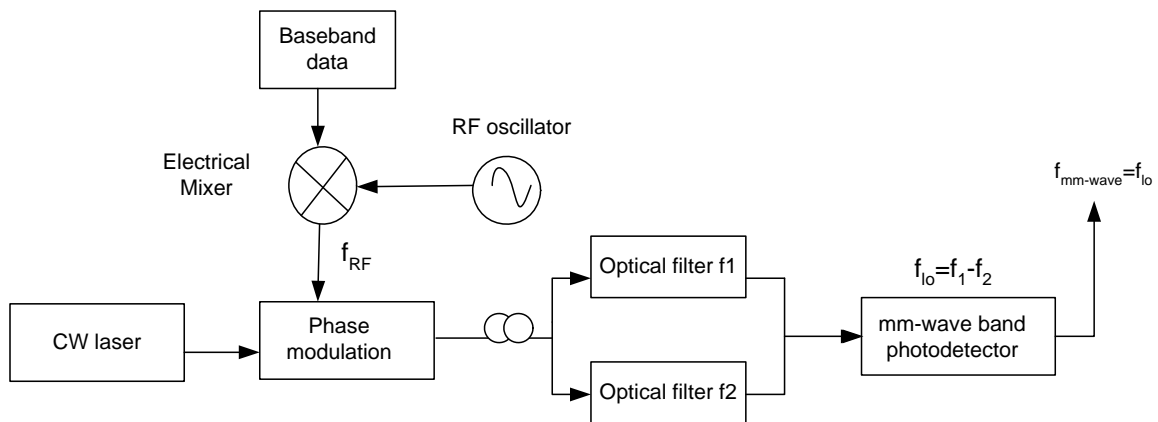 Baseband
data
RF oscillator
Electrical
Mixer
f_mm-wave=f_lo
f_RF
Optical filter f1
f_lo=f_1-f_2
CW laser
Phase
modulation
mm-wave band
photodetector
Optical filter f2